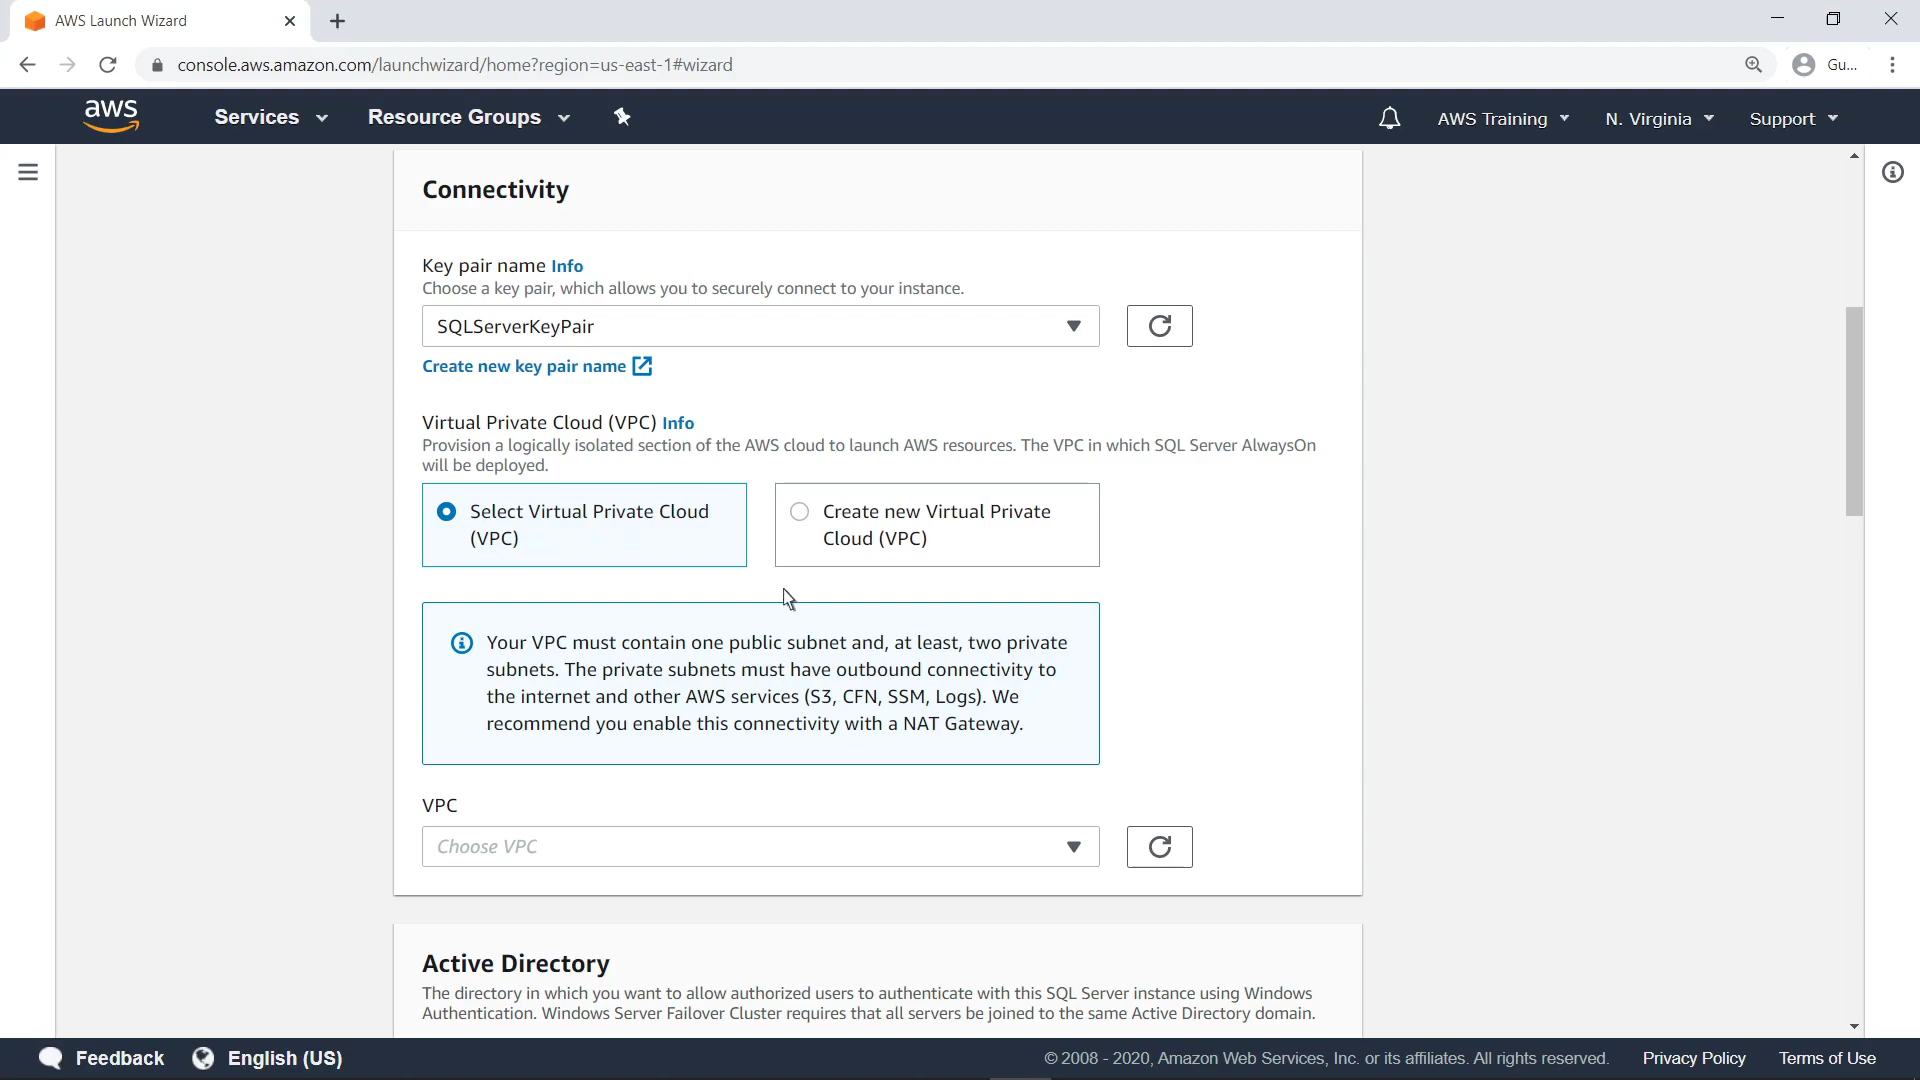 AWS Launch Wizard
console.aws.amazon.com/launchwizard/home?region=us-east-1#wizard
Gu...
aws
Services
Resource Groups
AWS Training
N. Virginia
Support
Connectivity
Key pair name Info
Choose a key pair, which allows you to securely connect to your instance.
SQLServerKeyPair
Create new key pair name
Virtual Private Cloud (VPC) Info
Provision a logically isolated section of the AWS cloud to launch AWS resources. The VPC in which SQL Server AlwaysOn
will be deployed.
Select Virtual Private Cloud
(VPC)
Create new Virtual Private
Cloud (VPC)
Your VPC must contain one public subnet and, at least, two private
subnets. The private subnets must have outbound connectivity to
the internet and other AWS services (S3, CFN, SSM, Logs). We
recommend you enable this connectivity with a NAT Gateway.
VPC
Choose VPC
Active Directory
The directory in which you want to allow authorized users to authenticate with this SQL Server instance using Windows
Authentication. Windows Server Failover Cluster requires that all servers be joined to the same Active Directory domain.
Feedback
English (US)
© 2008 - 2020, Amazon Web Services, Inc. or its affiliates. All rights reserved.
Privacy Policy
Terms of Use